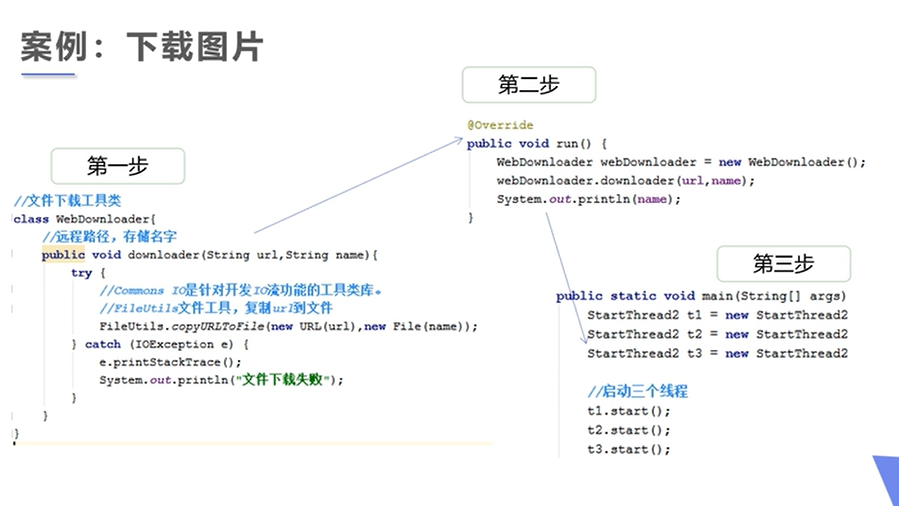 案例：下载图片
第一步
//文件下载工具类
class WebDownloader{
//远程路径，存储名字
public void downloader(String url,String name){
try {
//Commons IO是针对开发IO流功能的工具类库。
//FileUtils文件工具，复制url到文件
FileUtils.copyURLToFile(new URL(url),new File(name));
} catch (IOException e) {
e.printStackTrace();
System.out.println("文件下载失败");
}
}
}
第二步
@Override
public void run() {
WebDownloader webDownloader = new WebDownloader();
webDownloader.downloader(url,name);
System.out.println(name);
}
第三步
public static void main(String[] args)
StartThread2 t1 = new StartThread2
StartThread2 t2 = new StartThread2
StartThread2 t3 = new StartThread2
//启动三个线程
t1.start();
t2.start();
t3.start();